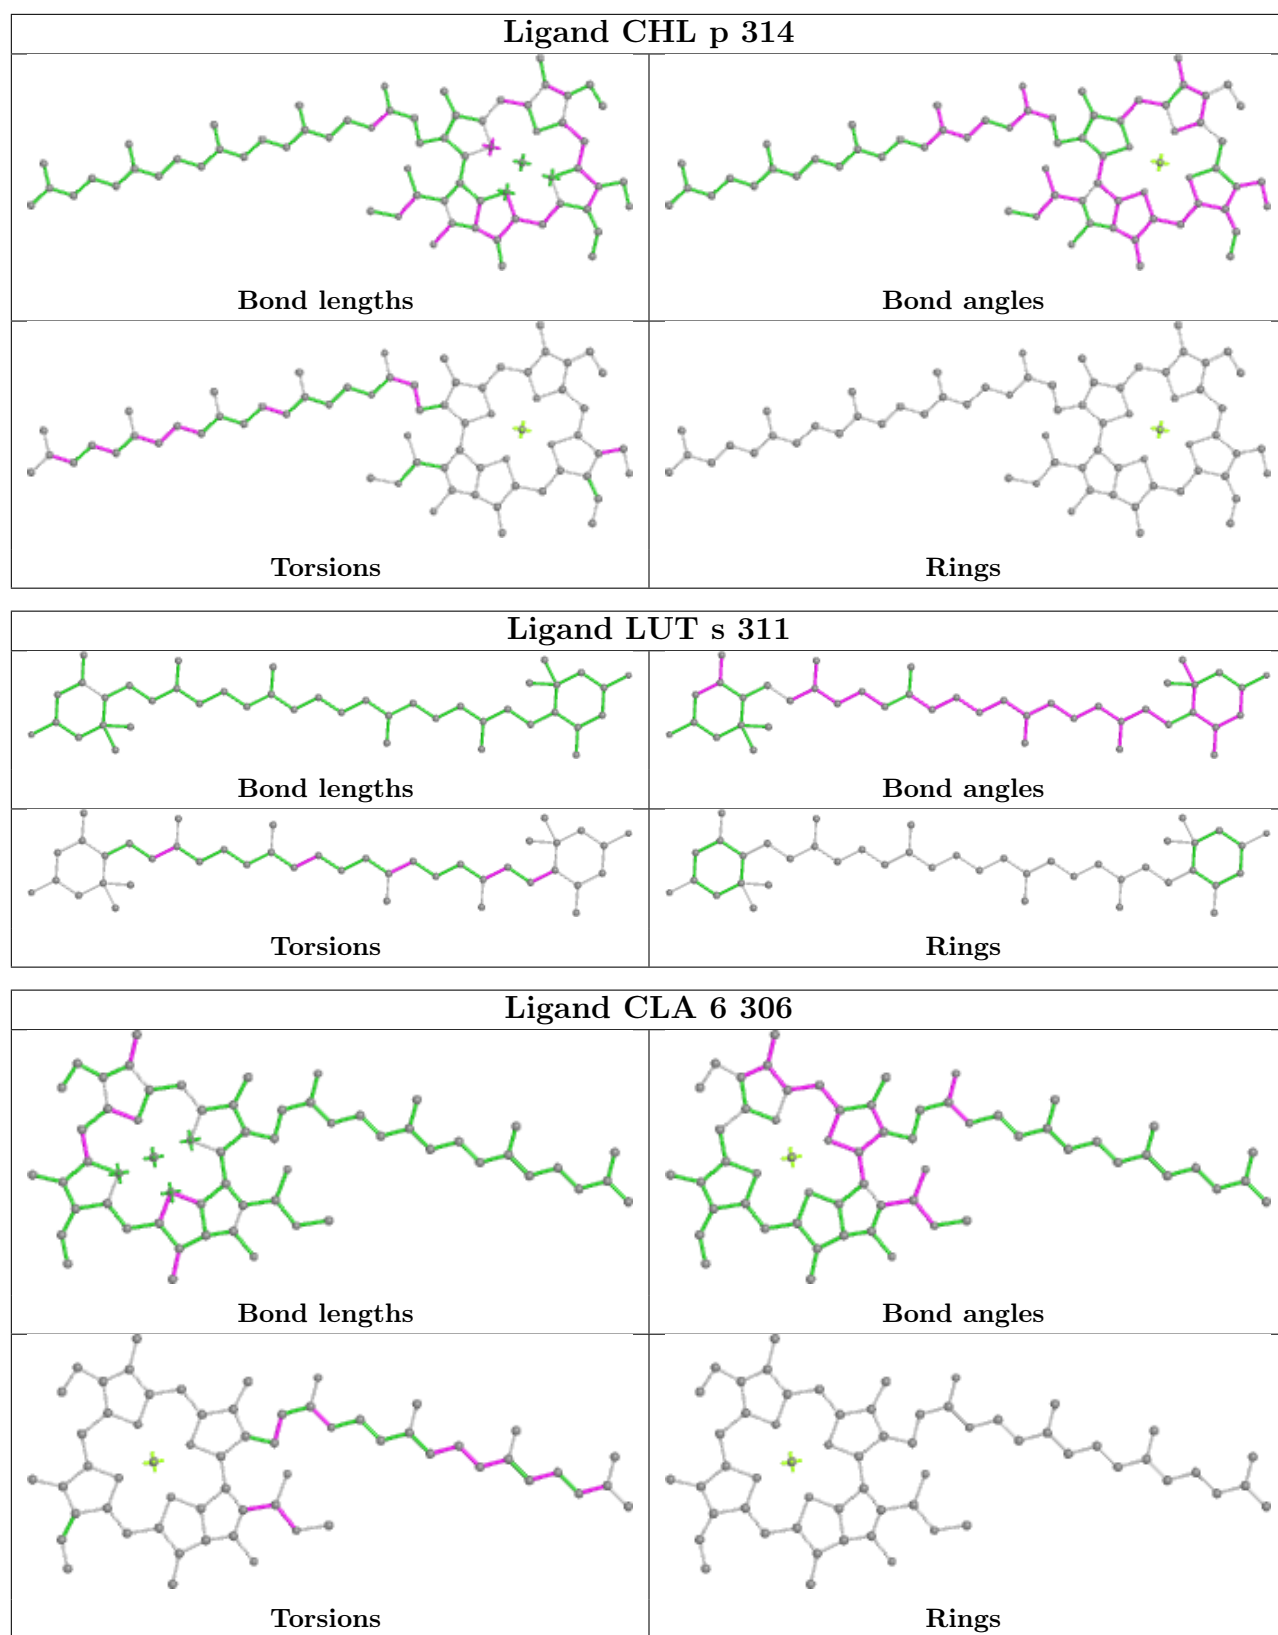 Ligand CHL p 314
Bond lengths
Bond angles
Torsions
Rings
Ligand LUT s 311
Bond lengths
Bond angles
Torsions
Rings
Ligand CLA 6 306
Bond lengths
Bond angles
Torsions
Rings